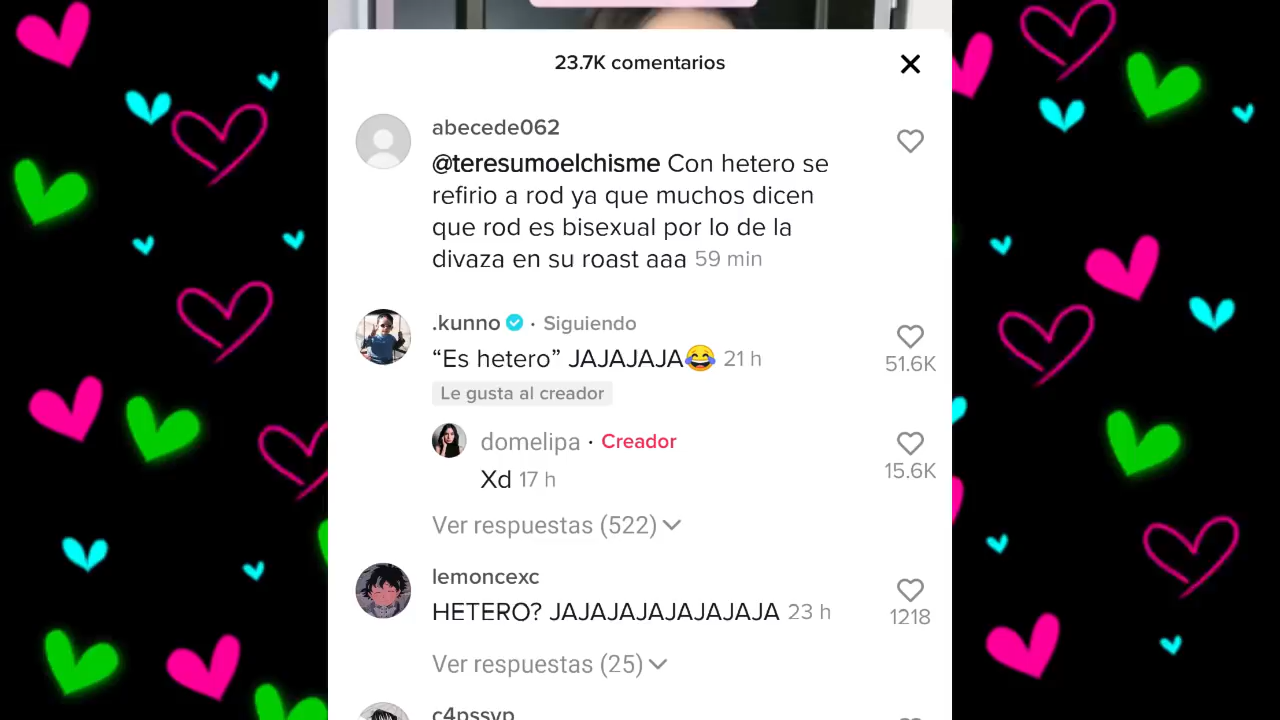 23.7K comentarios
abecede062
@teresumoelchisme Con hetero se
refirio a rod ya que muchos dicen
que rod es bisexual por lo de la
divaza en su roast aaa 59 min
.kunno · Siguiendo
“Es hetero” JAJAJAJA😂 21 h
51.6K
Le gusta al creador
domelipa · Creador
Xd 17 h
15.6K
Ver respuestas (522)
lemoncexc
HETERO? JAJAJAJAJAJAJAJA 23 h
1218
Ver respuestas (25)
c4pssvp